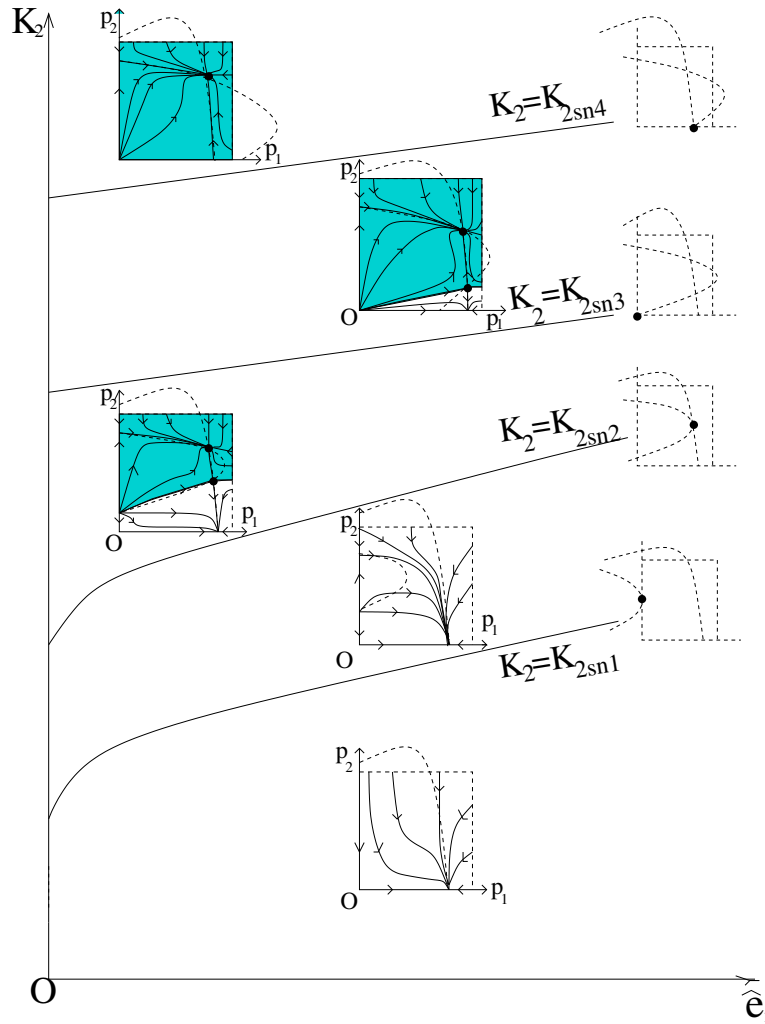 K₂
p₂
p₁
K₂=K₂sn4
p₂
O
p₁
K₂=K₂sn3
p₂
O
p₁
K₂=K₂sn2
p₂
O
p₁
K₂=K₂sn1
p₂
O
p₁
O
ê